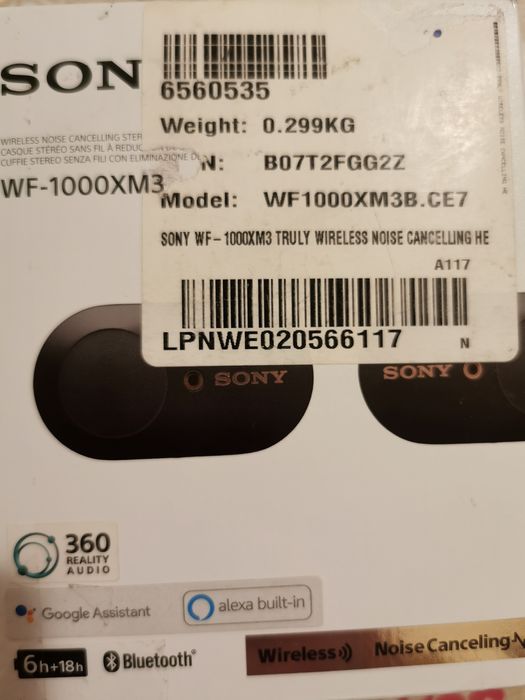 SON
WIRELESS NOISE CANCELLING STER
CASQUE STÉRÉO SANS FIL À RÉDUC
CUFFIE STEREO SENZA FILI CON ELIMINAZIONE D
WF-1000XM3
6560535
Weight: 0.299KG
N: B07T2FGG2Z
Model: WF1000XM3B.CE7
SONY WF-1000XM3 TRULY WIRELESS NOISE CANCELLING HE
A117
LPNWE020566117 N
SONY
SONY
360
REALITY
AUDIO
Google Assistant
alexa built-in
6h+18h
Bluetooth®
Wireless
Noise Canceling